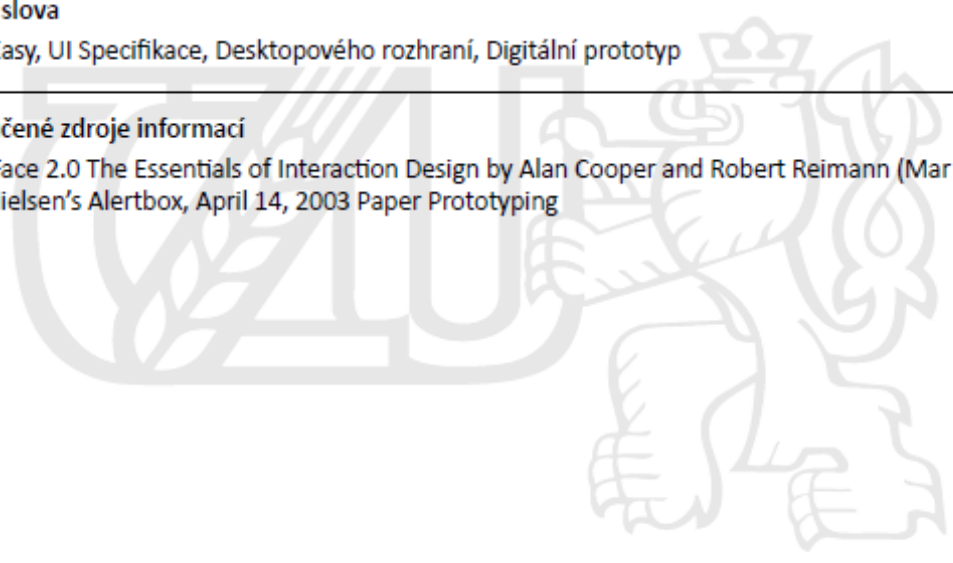 slova
Easy, UI Specifikace, Desktopového rozhraní, Digitální prototyp
čené zdroje informací
Face 2.0 The Essentials of Interaction Design by Alan Cooper and Robert Reimann (Mar
ielsen's Alertbox, April 14, 2003 Paper Prototyping